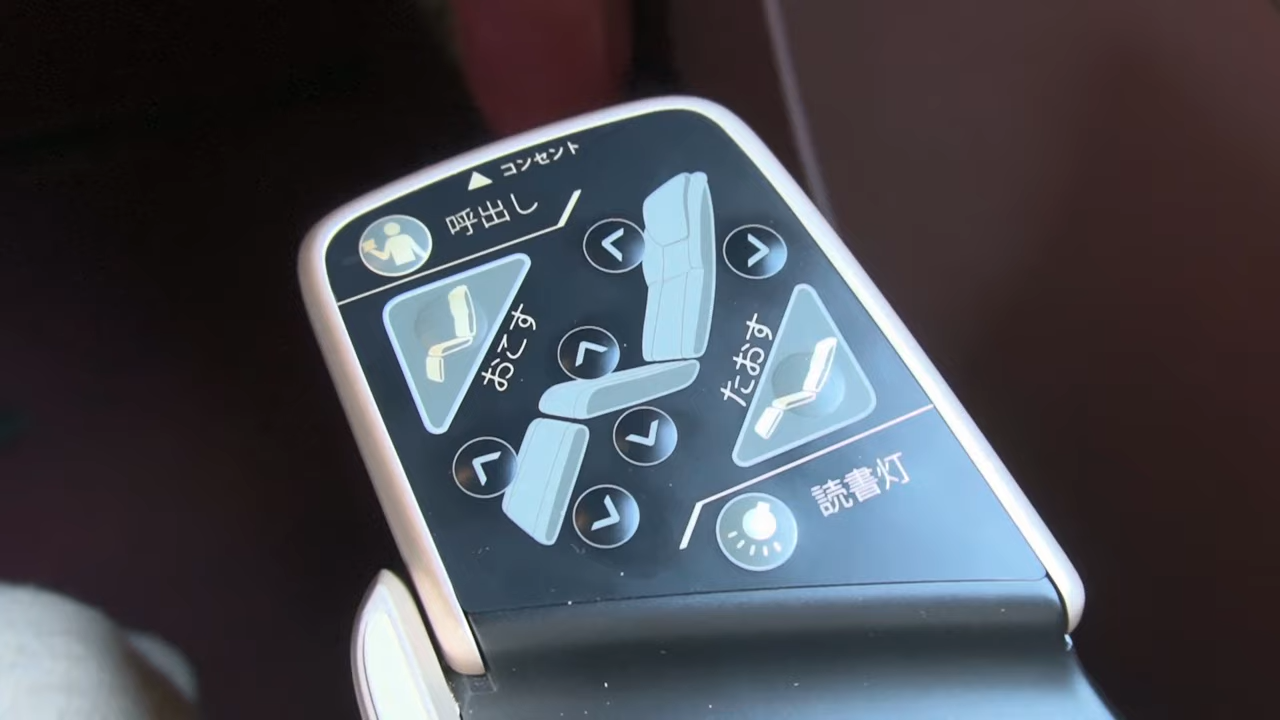 ▲ コンセント
呼出し
おこす
たおす
読書灯